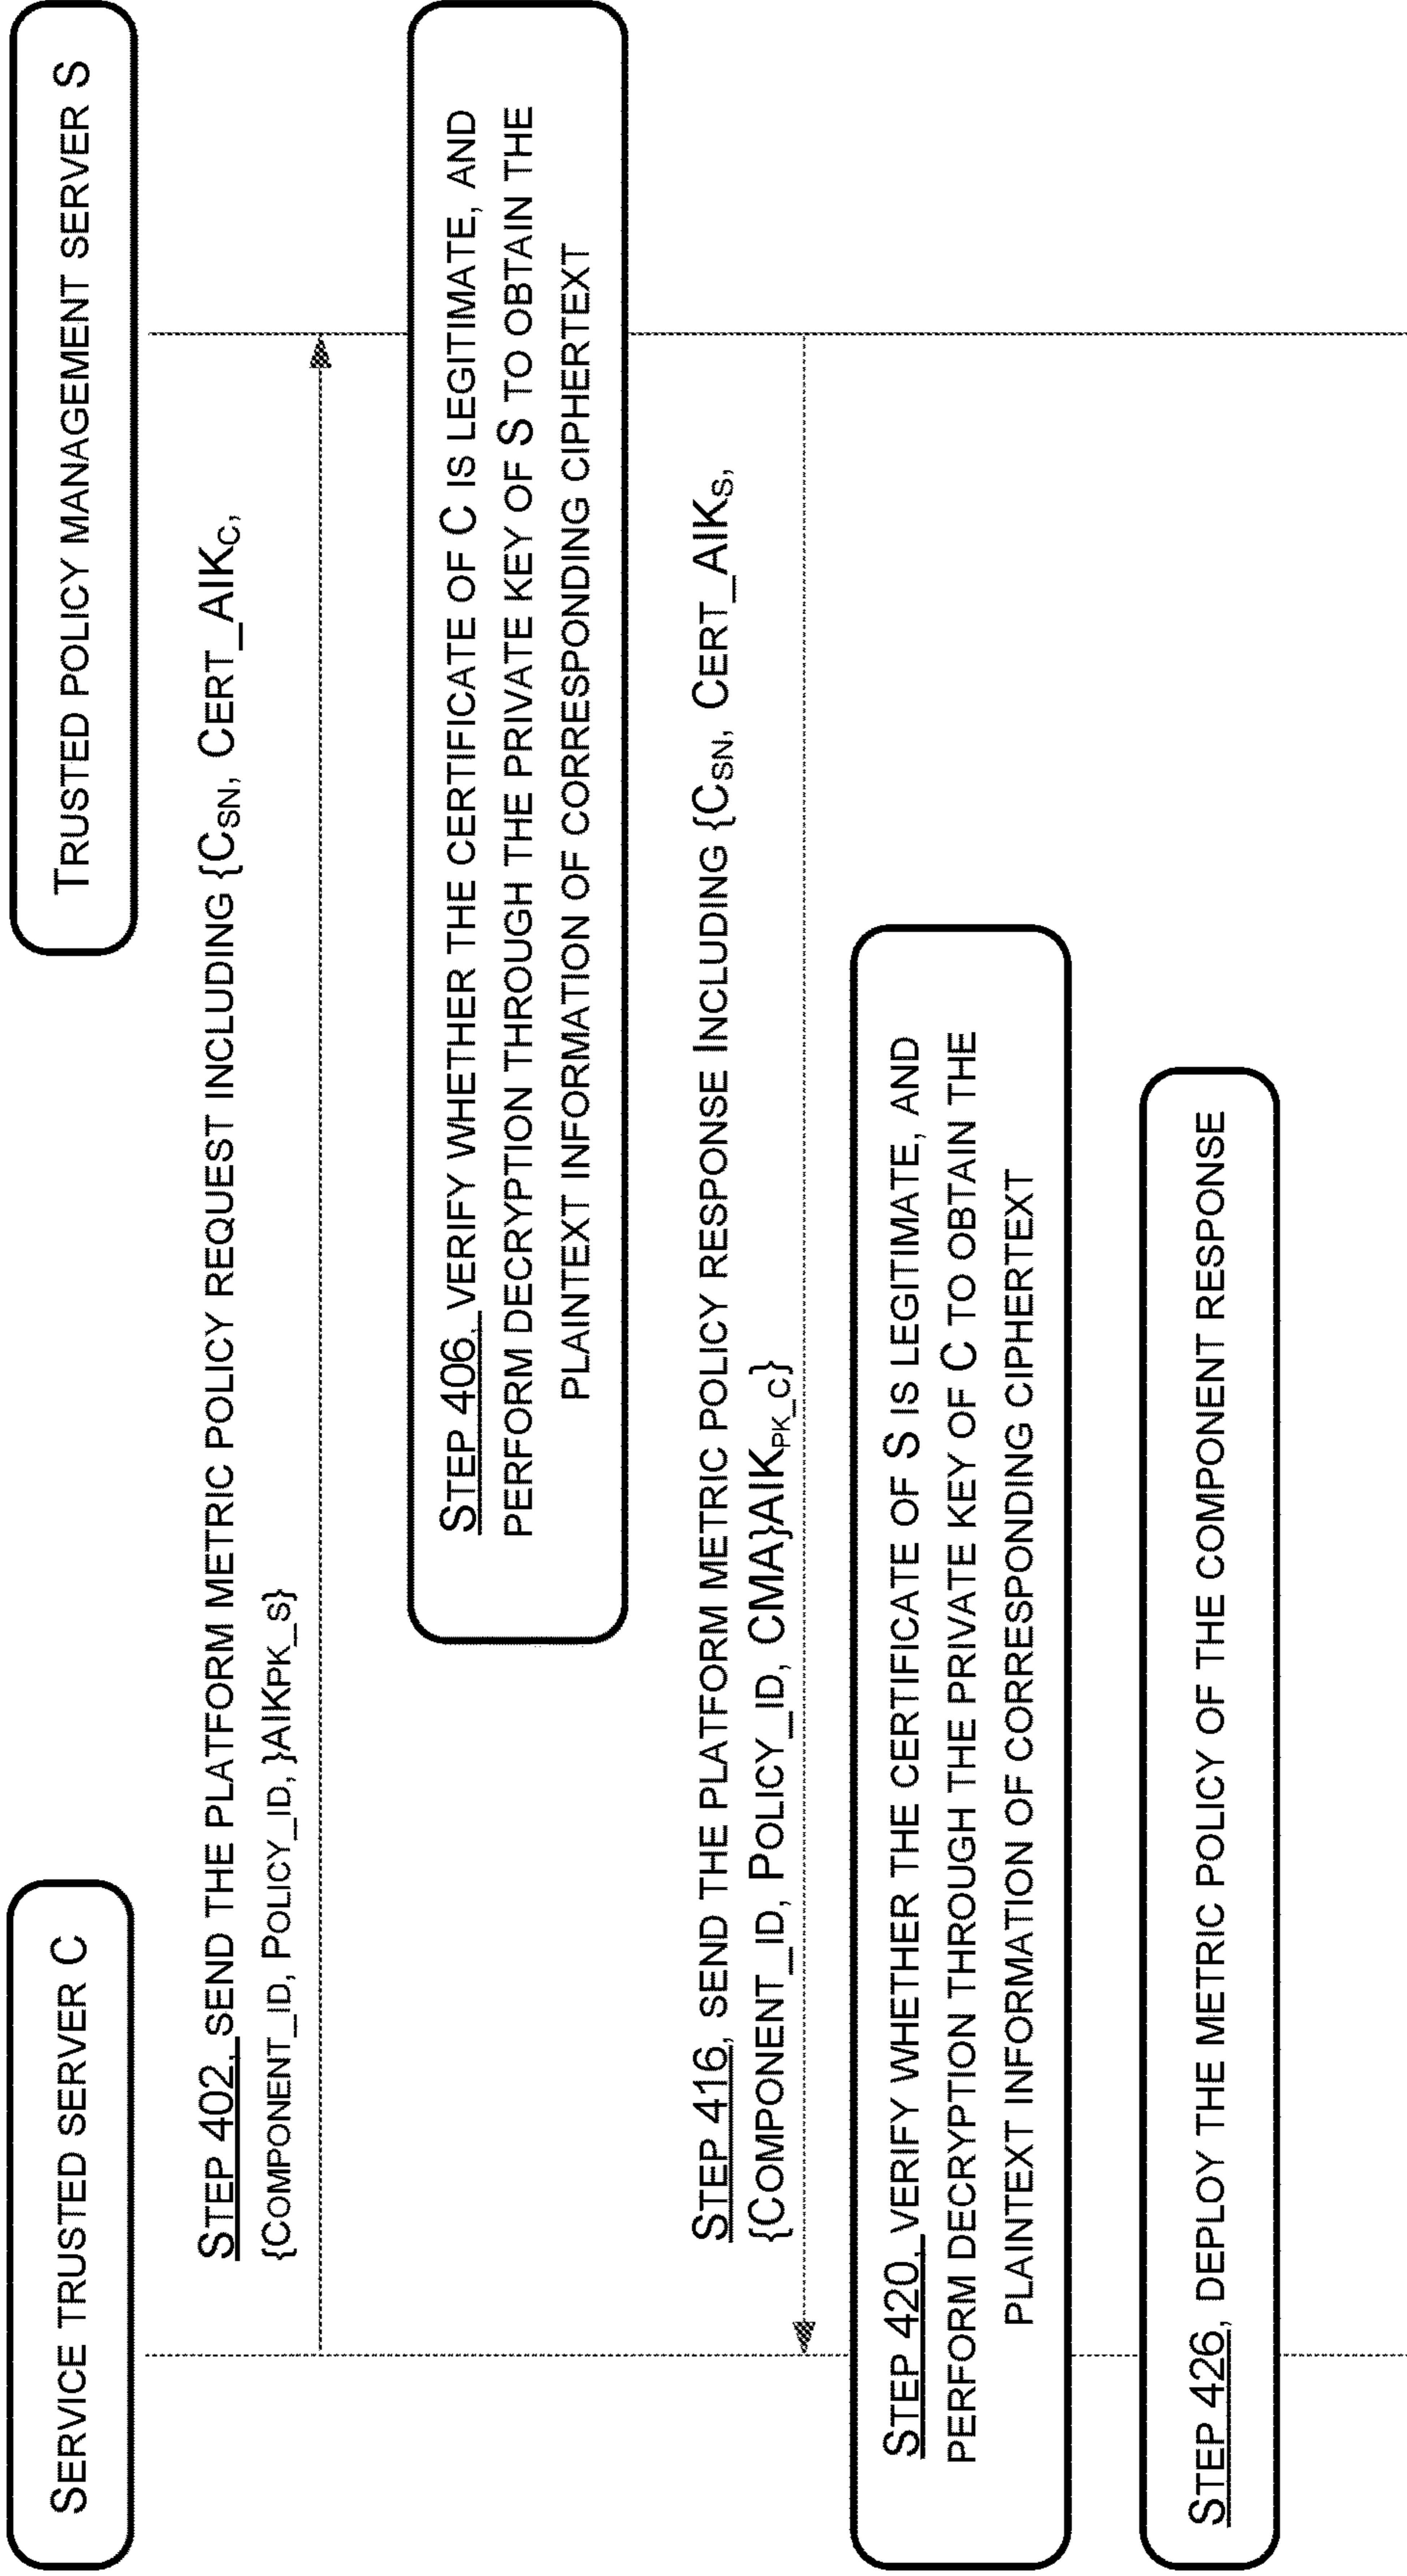 SERVICE TRUSTED SERVER C
TRUSTED POLICY MANAGEMENT SERVER S
STEP 402, SEND THE PLATFORM METRIC POLICY REQUEST INCLUDING {CSN, CERT_AIKC,
{COMPONENT_ID, POLICY_ID, }AIKPK_S}
STEP 406, VERIFY WHETHER THE CERTIFICATE OF C IS LEGITIMATE, AND
PERFORM DECRYPTION THROUGH THE PRIVATE KEY OF S TO OBTAIN THE
PLAINTEXT INFORMATION OF CORRESPONDING CIPHERTEXT
STEP 416, SEND THE PLATFORM METRIC POLICY RESPONSE INCLUDING {CSN, CERT_AIKS,
{COMPONENT_ID, POLICY_ID, CMA}AIKPK_C}
STEP 420, VERIFY WHETHER THE CERTIFICATE OF S IS LEGITIMATE, AND
PERFORM DECRYPTION THROUGH THE PRIVATE KEY OF C TO OBTAIN THE
PLAINTEXT INFORMATION OF CORRESPONDING CIPHERTEXT
STEP 426, DEPLOY THE METRIC POLICY OF THE COMPONENT RESPONSE